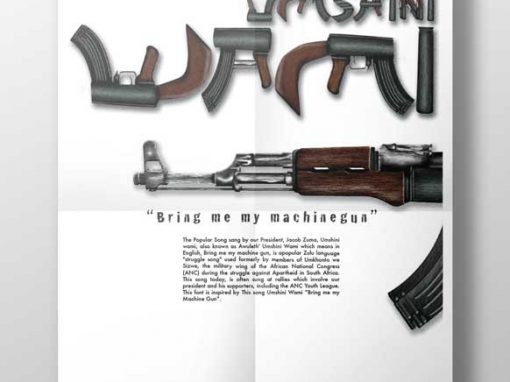 UMSHINI
WAMI
"Bring me my machinegun"
The Popular Song sang by our President, Jacob Zuma, Umshini
wami, also known as Awuleth' Umshini Wami which means in
English, Bring me my machine gun, is apopular Zulu language
"struggle song" used formerly by members of Umkhonto we
Sizwe, the military wing of the African National Congress
(ANC) during the struggle against Apartheid in South Africa.
This song today, is often sung at rallies which involve our
president and his supporters, including the ANC Youth League.
This font is inspired by This song Umshini Wami "Bring me my
Machine Gun".